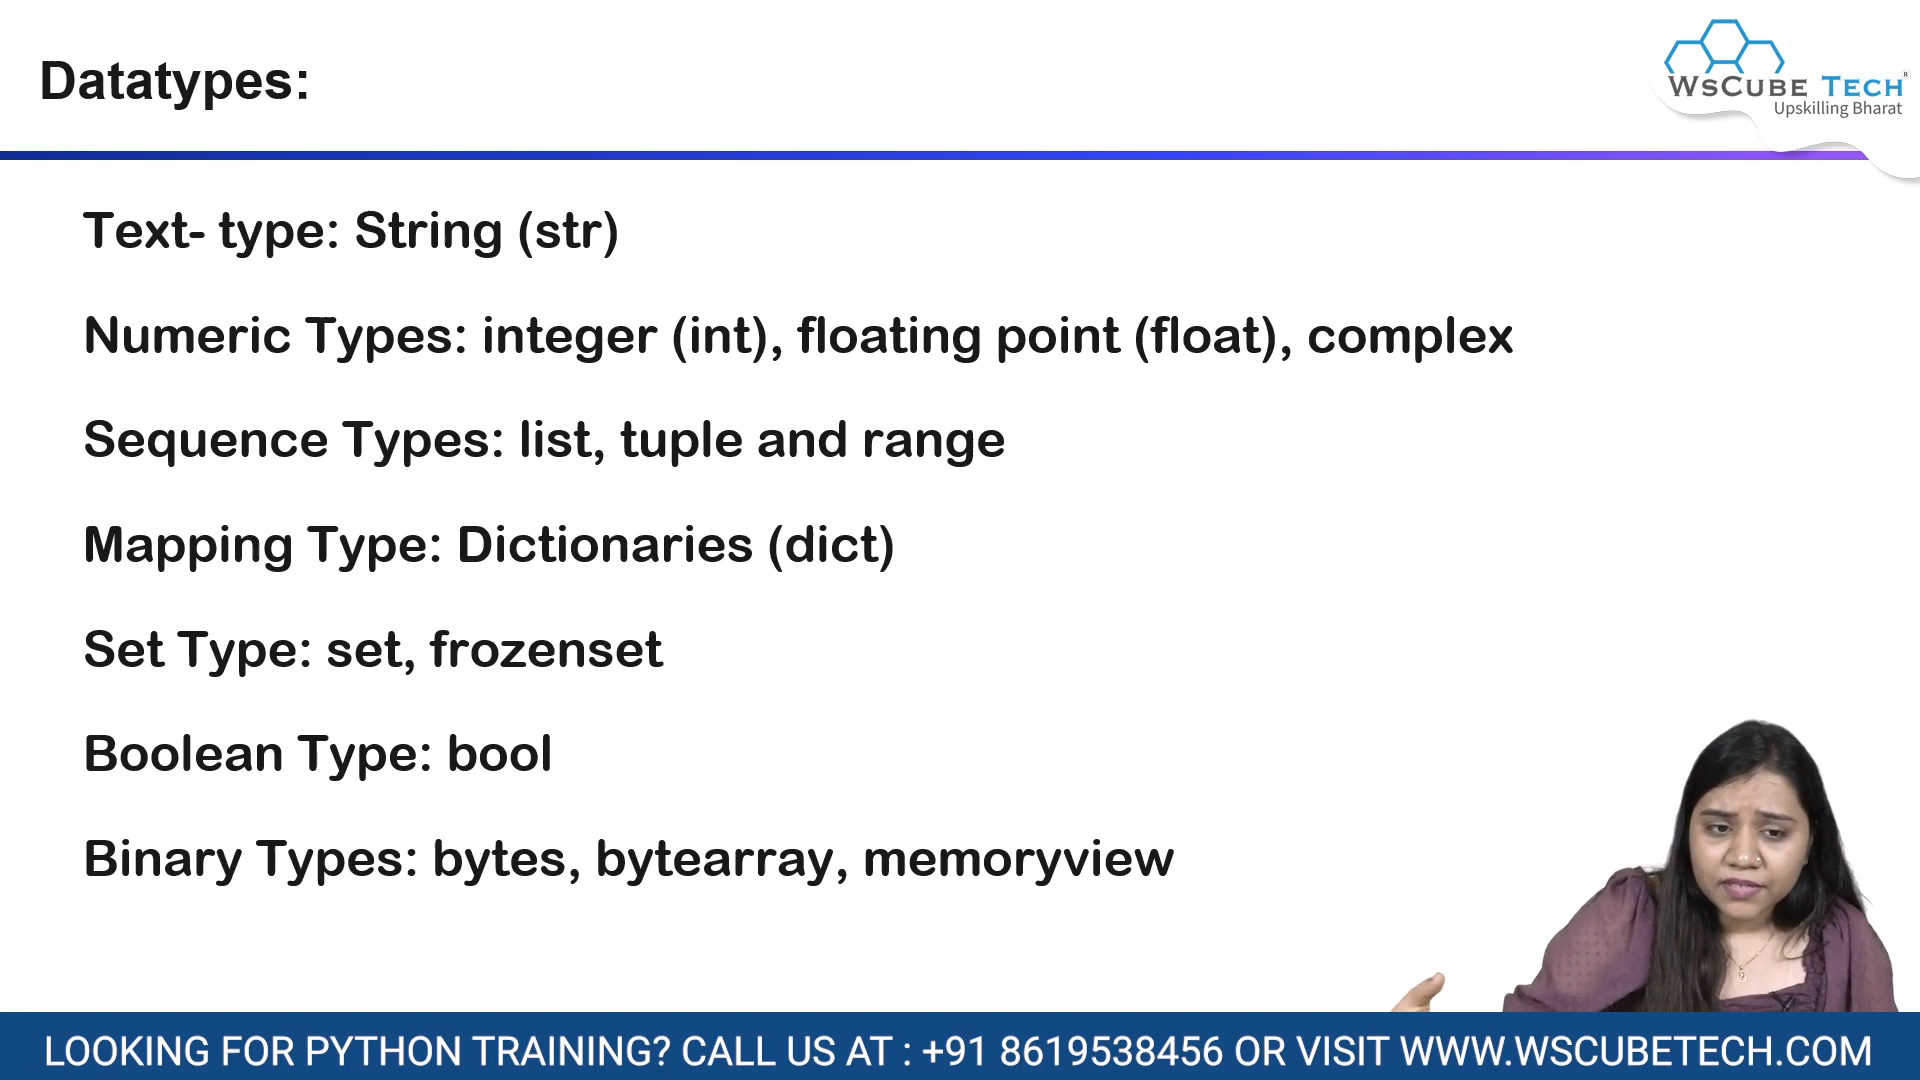 Datatypes:
WsCube Tech®
Upskilling Bharat
Text- type: String (str)
Numeric Types: integer (int), floating point (float), complex
Sequence Types: list, tuple and range
Mapping Type: Dictionaries (dict)
Set Type: set, frozenset
Boolean Type: bool
Binary Types: bytes, bytearray, memoryview
LOOKING FOR PYTHON TRAINING? CALL US AT : +91 8619538456 OR VISIT WWW.WSCUBETECH.COM